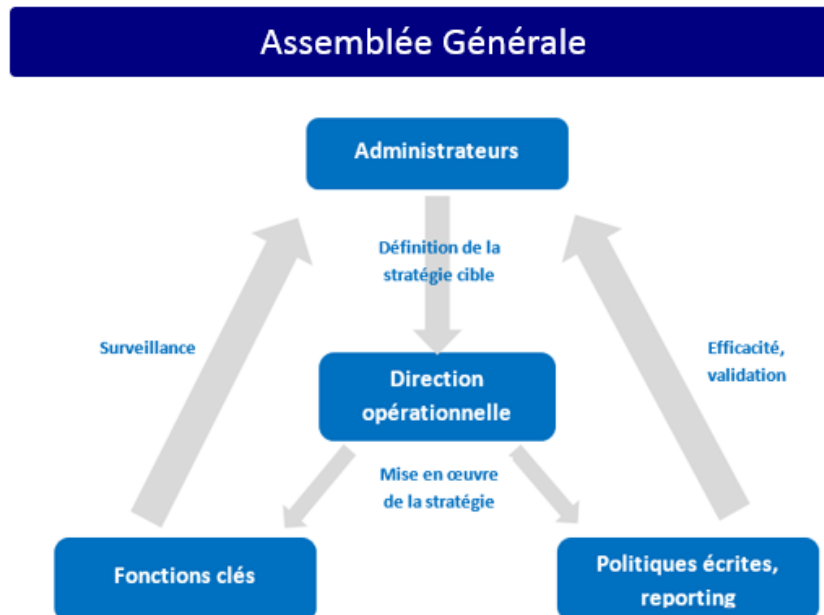 Assemblée Générale
Administrateurs
Définition de la
stratégie cible
Surveillance
Efficacité,
validation
Direction
opérationnelle
Mise en œuvre
de la stratégie
Fonctions clés
Politiques écrites,
reporting